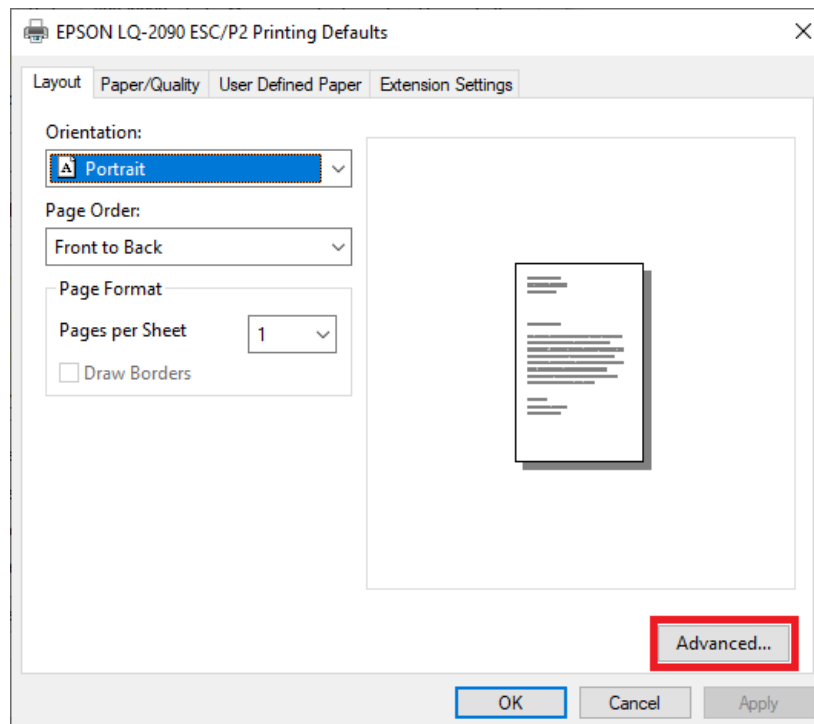 EPSON LQ-2090 ESC/P2 Printing Defaults
Layout Paper/Quality User Defined Paper Extension Settings
Orientation:
A Portrait
Page Order:
Front to Back
Page Format
Pages per Sheet 1
Draw Borders
Advanced...
OK Cancel Apply